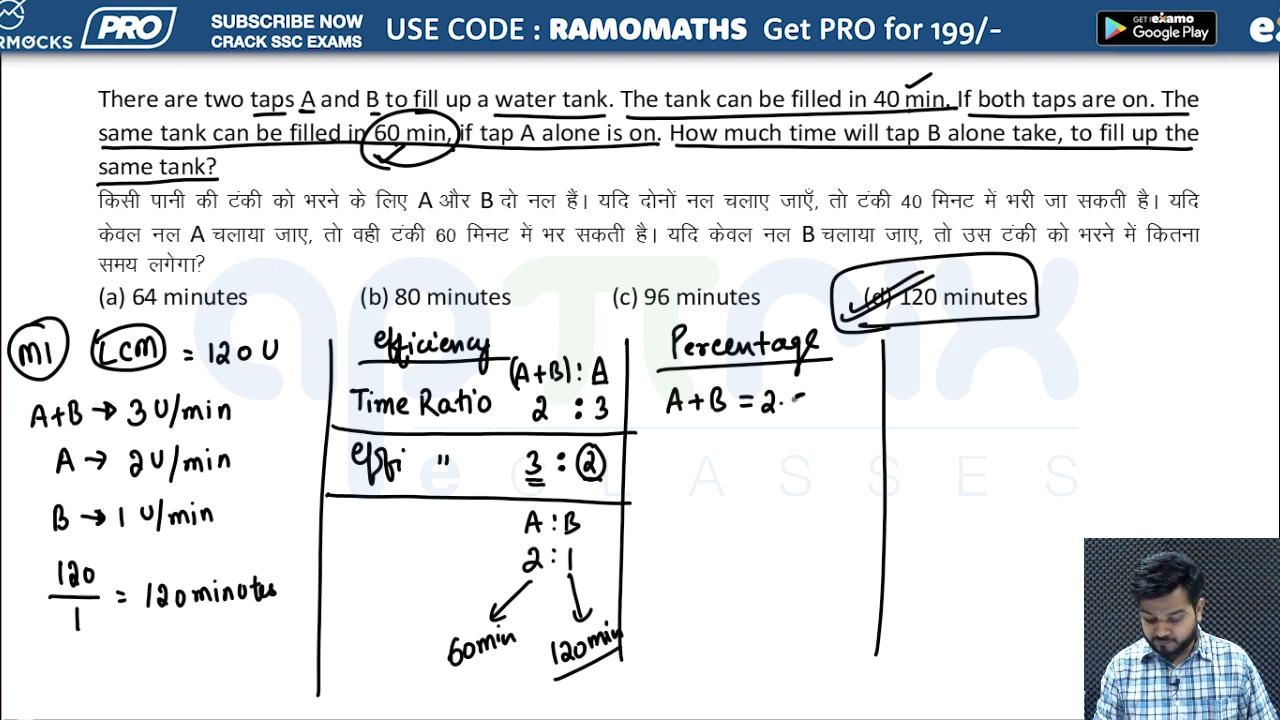 RMOCKS PRO SUBSCRIBE NOW
CRACK SSC EXAMS
USE CODE : RAMOMATHS Get PRO for 199/-
GET IT ON examo
Google Play
ex
There are two taps A and B to fill up a water tank. The tank can be filled in 40 min. If both taps are on. The
same tank can be filled in 60 min, if tap A alone is on. How much time will tap B alone take, to fill up the
same tank?
किसी पानी की टंकी को भरने के लिए A और B दो नल हैं। यदि दोनों नल चलाए जाएँ, तो टंकी 40 मिनट में भरी जा सकती है। यदि
केवल नल A चलाया जाए, तो वही टंकी 60 मिनट में भर सकती है। यदि केवल नल B चलाया जाए, तो उस टंकी को भरने में कितना
समय लगेगा?
(a) 64 minutes (b) 80 minutes (c) 96 minutes (d) 120 minutes
M1 LCM = 120 U
A+B → 3 U/min
A → 2U/min
B → 1 U/min
120
1
= 120 minutes
efficiency
(A+B) : A
Time Ratio 2 : 3
effi " 3 : 2
A : B
2 : 1
60min 120min
Percentage
A+B = 2.
e CLASSES